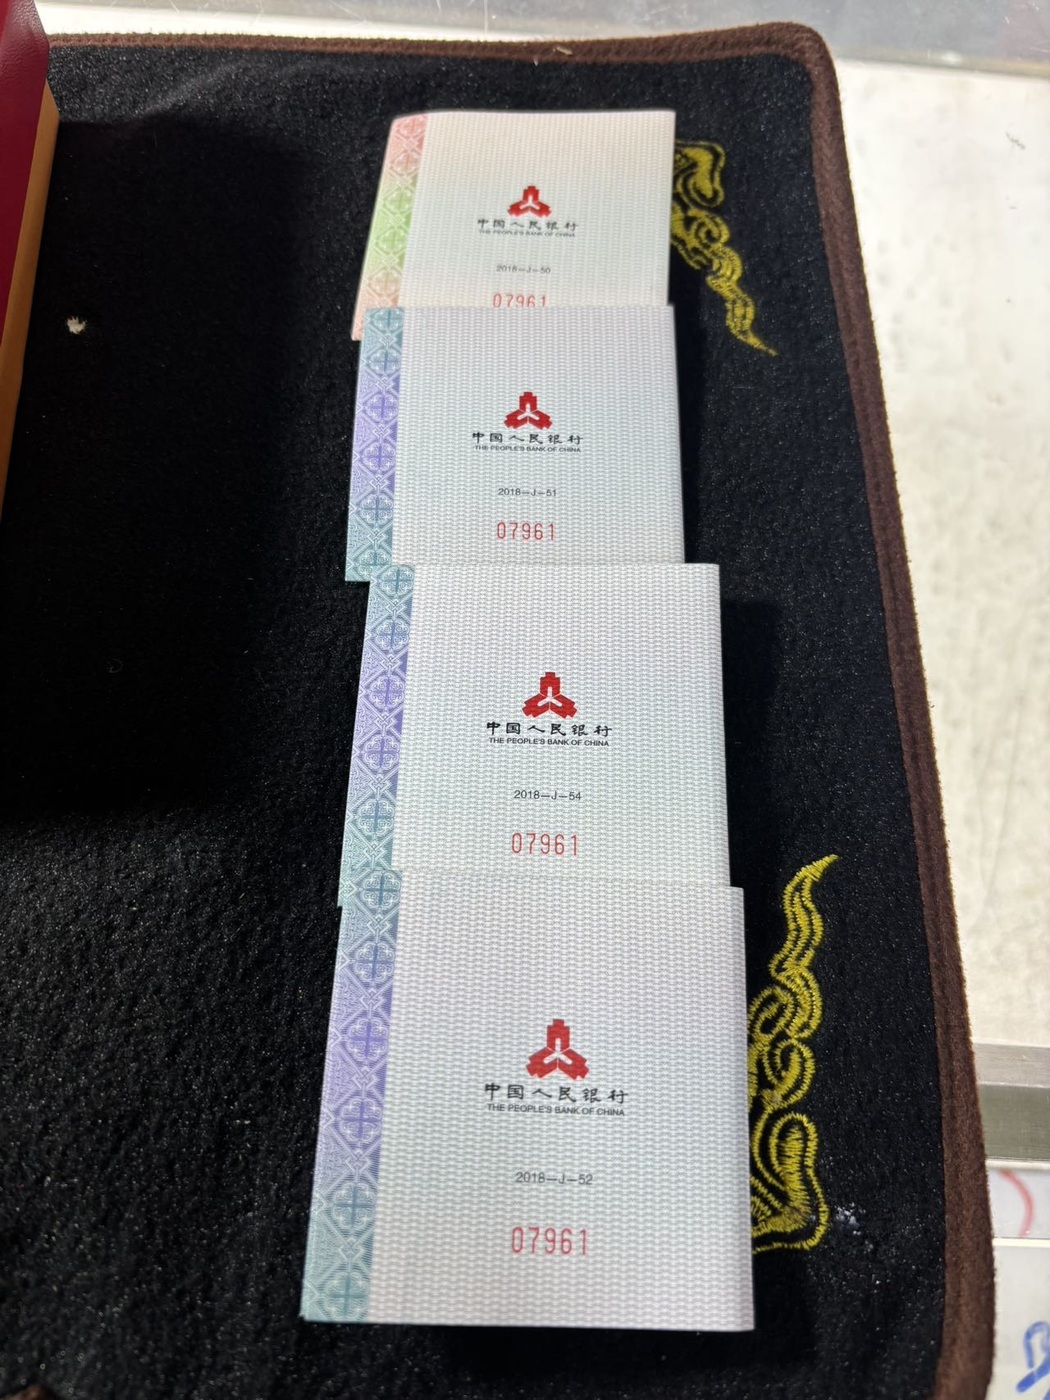 中国人民银行
THE PEOPLE'S BANK OF CHINA
2018-J-50
07961
中国人民银行
THE PEOPLE'S BANK OF CHINA
2018-J-51
07961
中国人民银行
THE PEOPLE'S BANK OF CHINA
2018-J-54
07961
中国人民银行
THE PEOPLE'S BANK OF CHINA
2018-J-52
07961